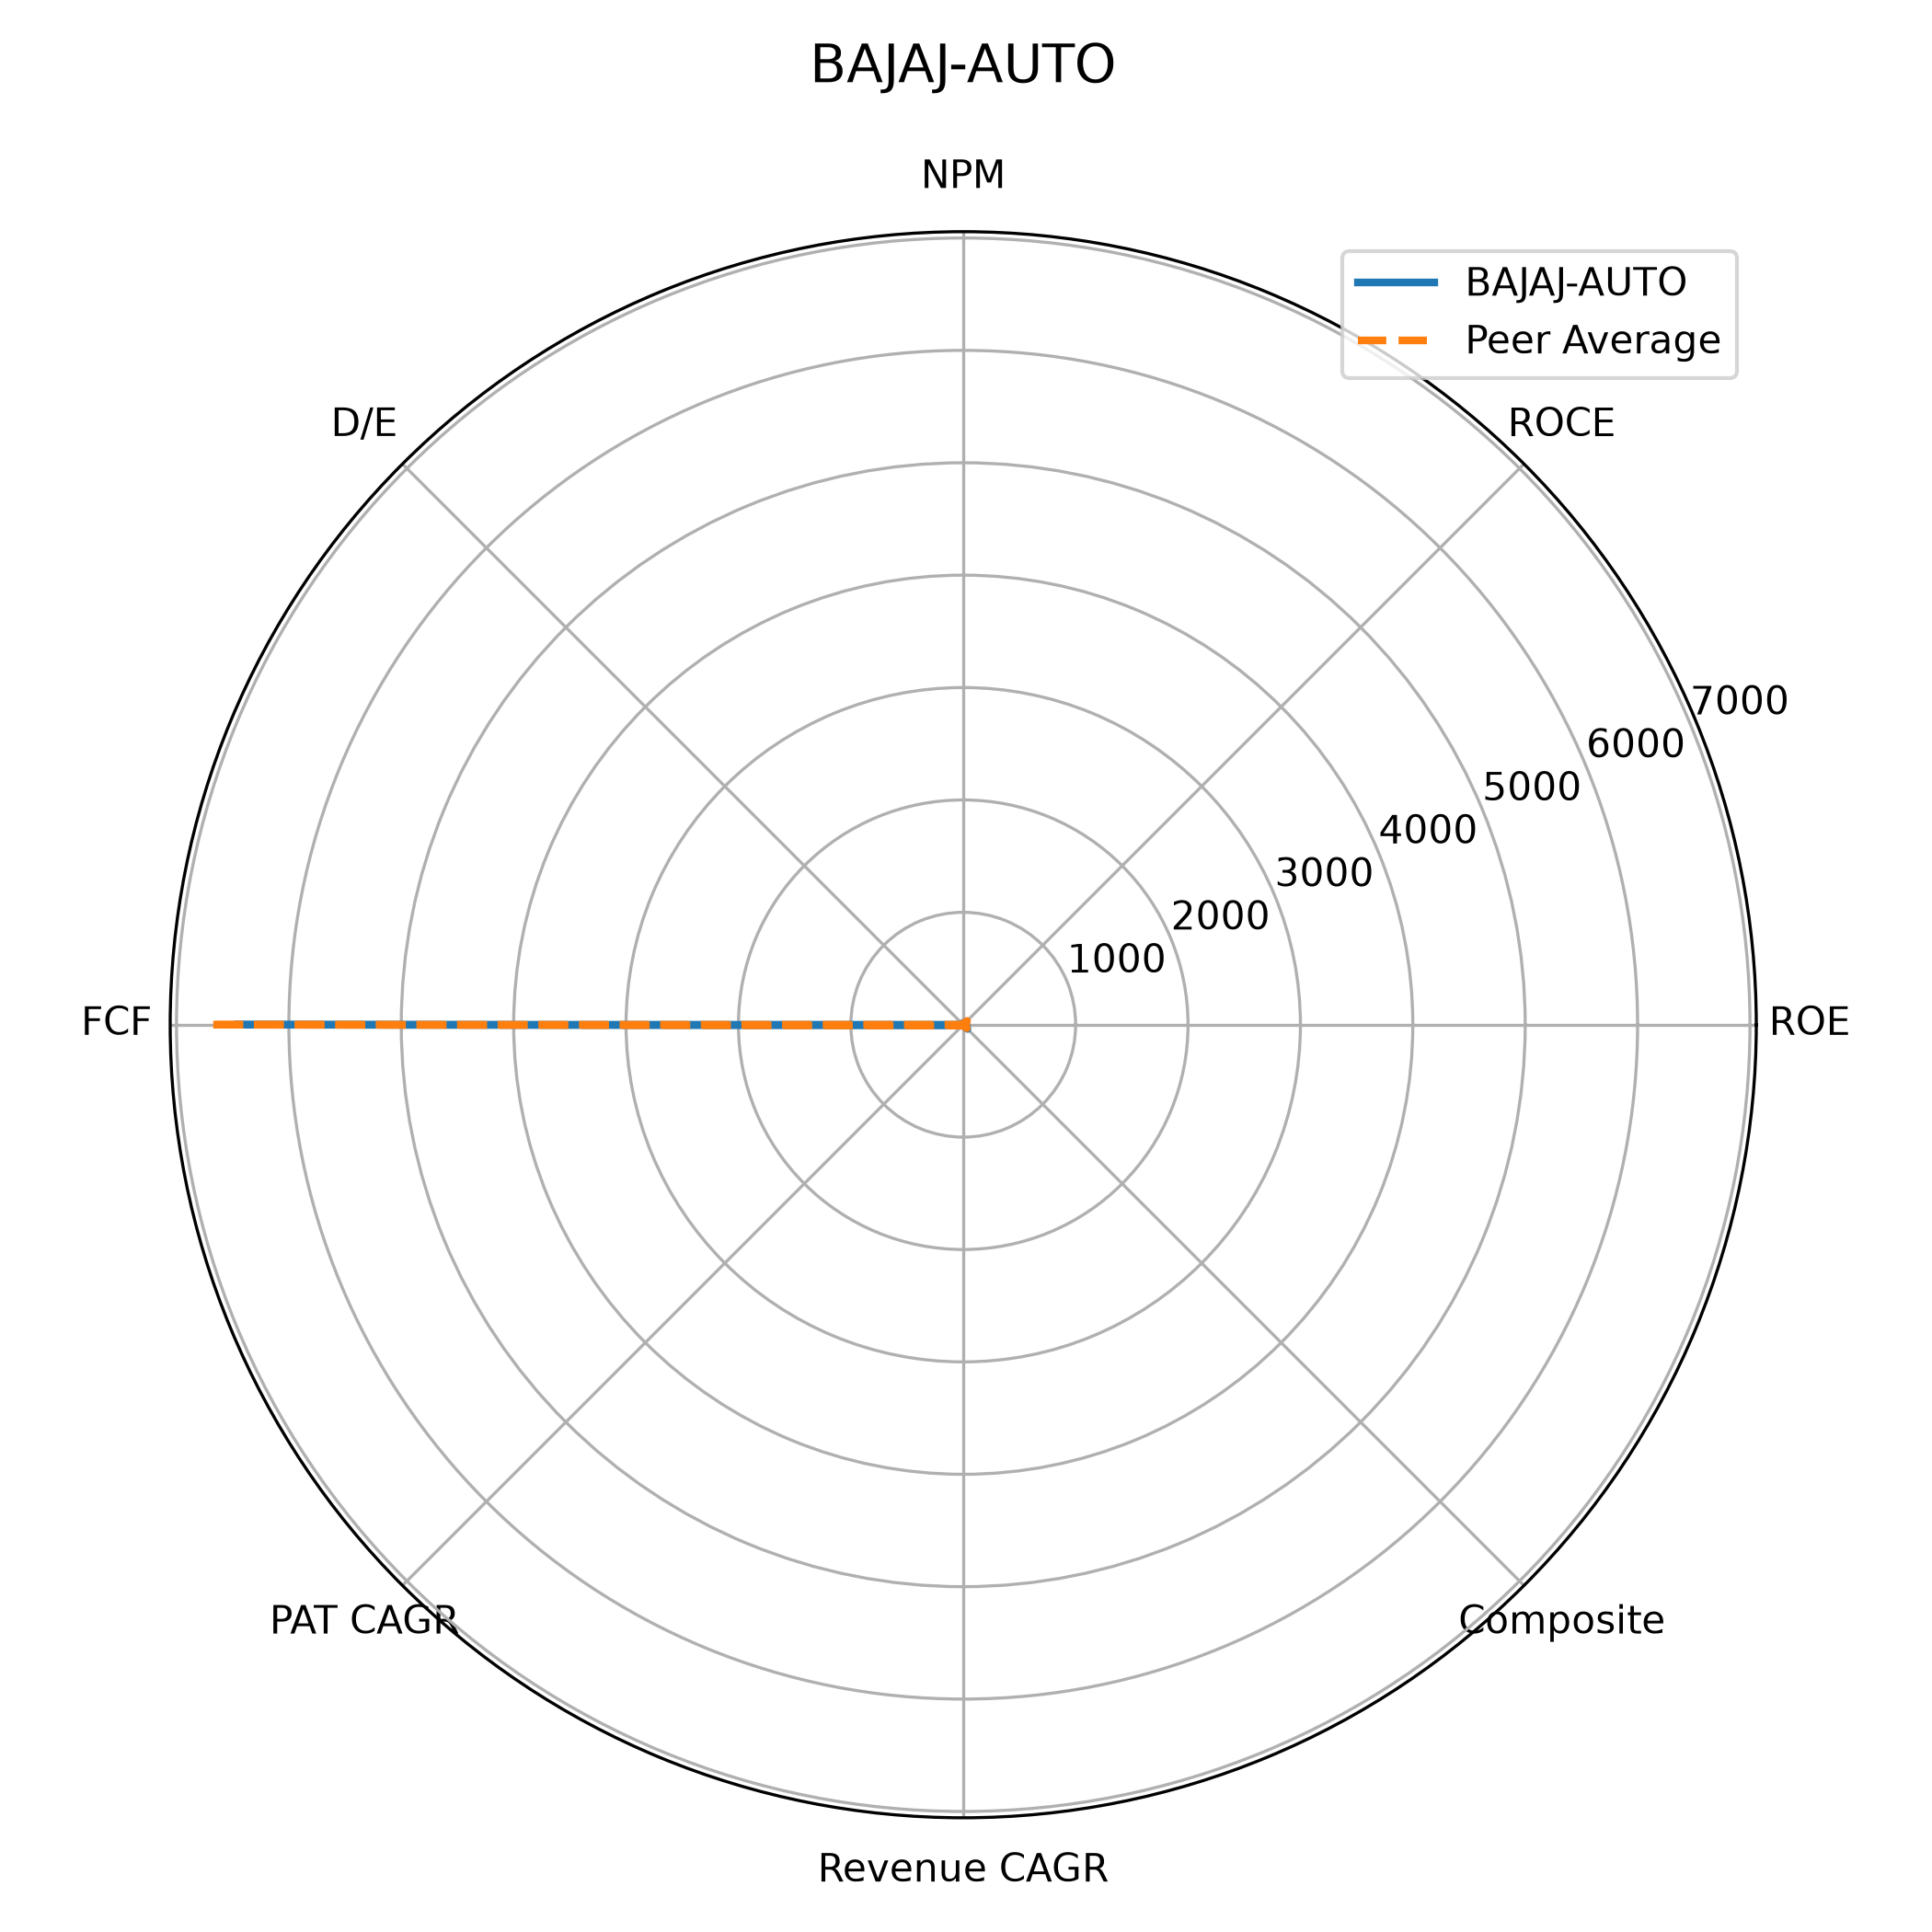 BAJAJ-AUTO
NPM
BAJAJ-AUTO
Peer Average
D/E
ROCE
7000
6000
5000
4000
3000
2000
1000
FCF
ROE
PAT CAGR
Composite
Revenue CAGR